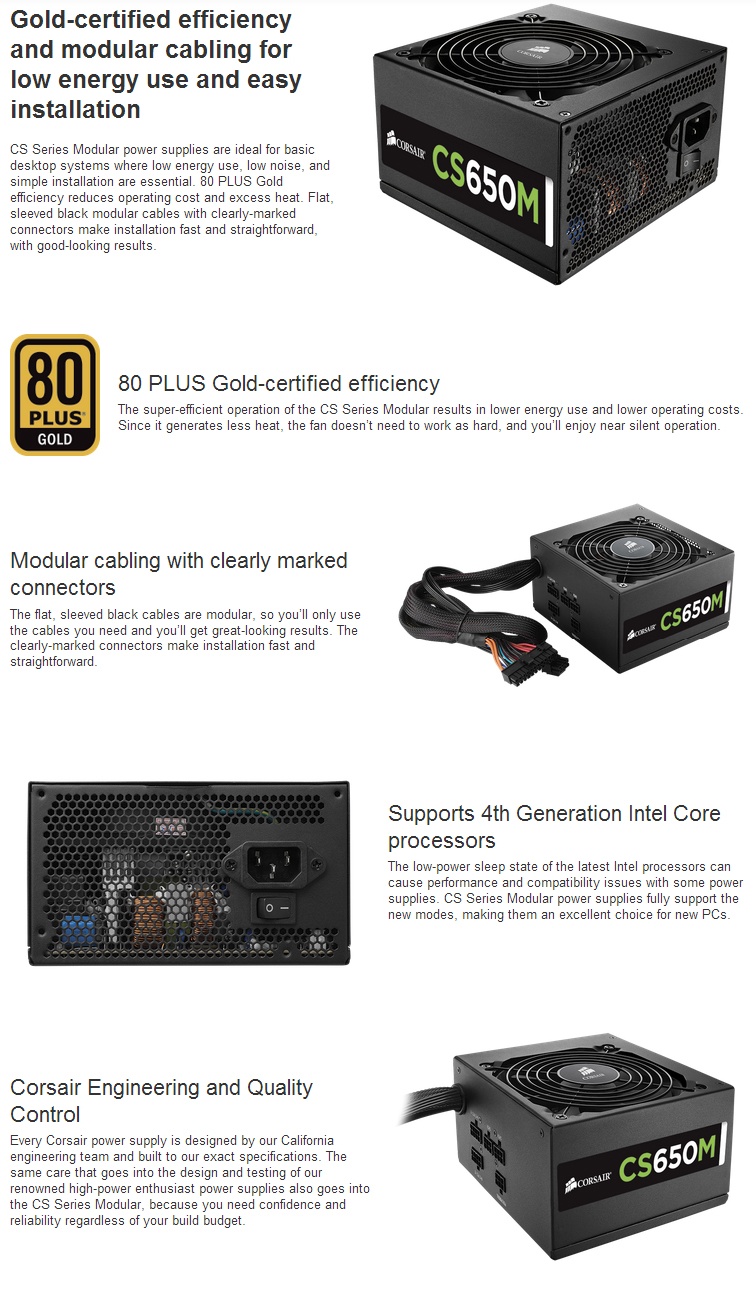 Gold-certified efficiency
and modular cabling for
low energy use and easy
installation
CS Series Modular power supplies are ideal for basic
desktop systems where low energy use, low noise, and
simple installation are essential. 80 PLUS Gold
efficiency reduces operating cost and excess heat. Flat,
sleeved black modular cables with clearly-marked
connectors make installation fast and straightforward,
with good-looking results.
CORSAIR
CORSAIR
CS650M
80
PLUS®
GOLD
80 PLUS Gold-certified efficiency
The super-efficient operation of the CS Series Modular results in lower energy use and lower operating costs.
Since it generates less heat, the fan doesn’t need to work as hard, and you’ll enjoy near silent operation.
Modular cabling with clearly marked
connectors
The flat, sleeved black cables are modular, so you’ll only use
the cables you need and you’ll get great-looking results. The
clearly-marked connectors make installation fast and
straightforward.
CORSAIR
CS650M
Supports 4th Generation Intel Core
processors
The low-power sleep state of the latest Intel processors can
cause performance and compatibility issues with some power
supplies. CS Series Modular power supplies fully support the
new modes, making them an excellent choice for new PCs.
Corsair Engineering and Quality
Control
Every Corsair power supply is designed by our California
engineering team and built to our exact specifications. The
same care that goes into the design and testing of our
renowned high-power enthusiast power supplies also goes into
the CS Series Modular, because you need confidence and
reliability regardless of your build budget.
CORSAIR
CORSAIR
CS650M